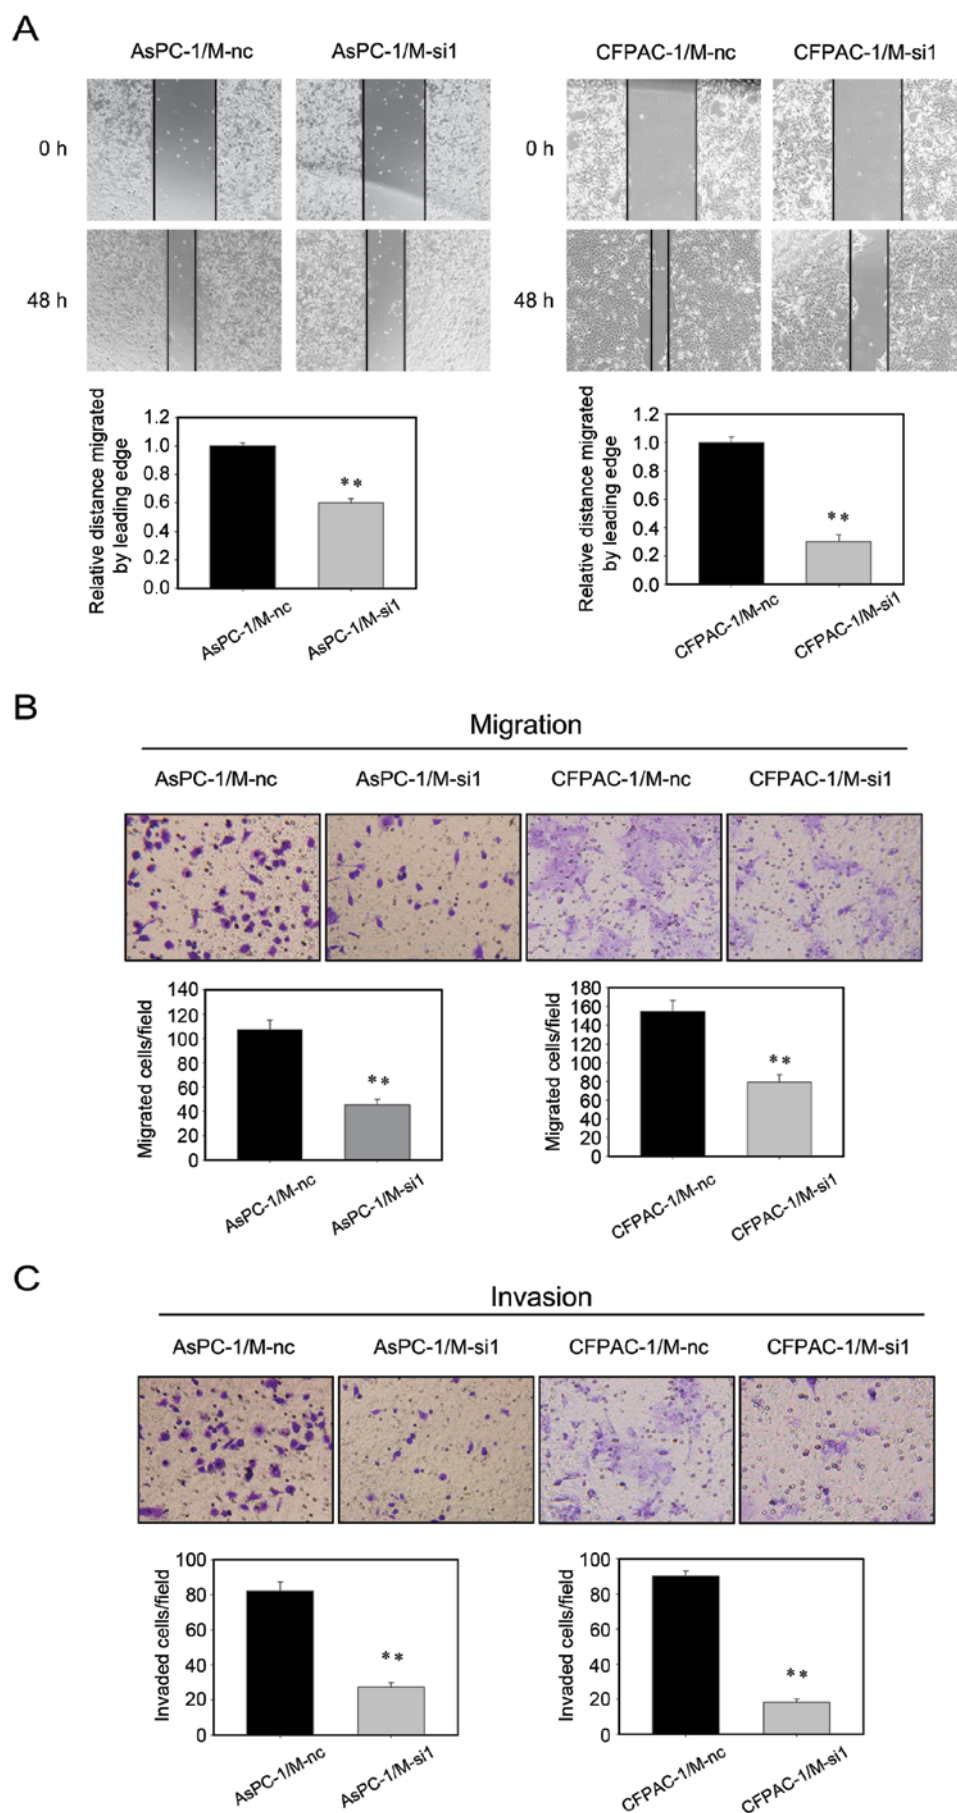 A
AsPC-1/M-nc
AsPC-1/M-si1
CFPAC-1/M-nc
CFPAC-1/M-si1
0 h
0 h
48 h
48 h
Relative distance migrated
by leading edge
1.2
1.0
0.8
0.6
0.4
0.2
0.0
**
AsPC-1/M-nc
AsPC-1/M-si1
Relative distance migrated
by leading edge
1.2
1.0
0.8
0.6
0.4
0.2
0.0
**
CFPAC-1/M-nc
CFPAC-1/M-si1
B
Migration
AsPC-1/M-nc
AsPC-1/M-si1
CFPAC-1/M-nc
CFPAC-1/M-si1
Migrated cells/field
140
120
100
80
60
40
20
0
**
AsPC-1/M-nc
AsPC-1/M-si1
Migrated cells/field
180
160
140
120
100
80
60
40
20
0
**
CFPAC-1/M-nc
CFPAC-1/M-si1
C
Invasion
AsPC-1/M-nc
AsPC-1/M-si1
CFPAC-1/M-nc
CFPAC-1/M-si1
Invaded cells/field
100
80
60
40
20
0
**
AsPC-1/M-nc
AsPC-1/M-si1
Invaded cells/field
100
80
60
40
20
0
**
CFPAC-1/M-nc
CFPAC-1/M-si1